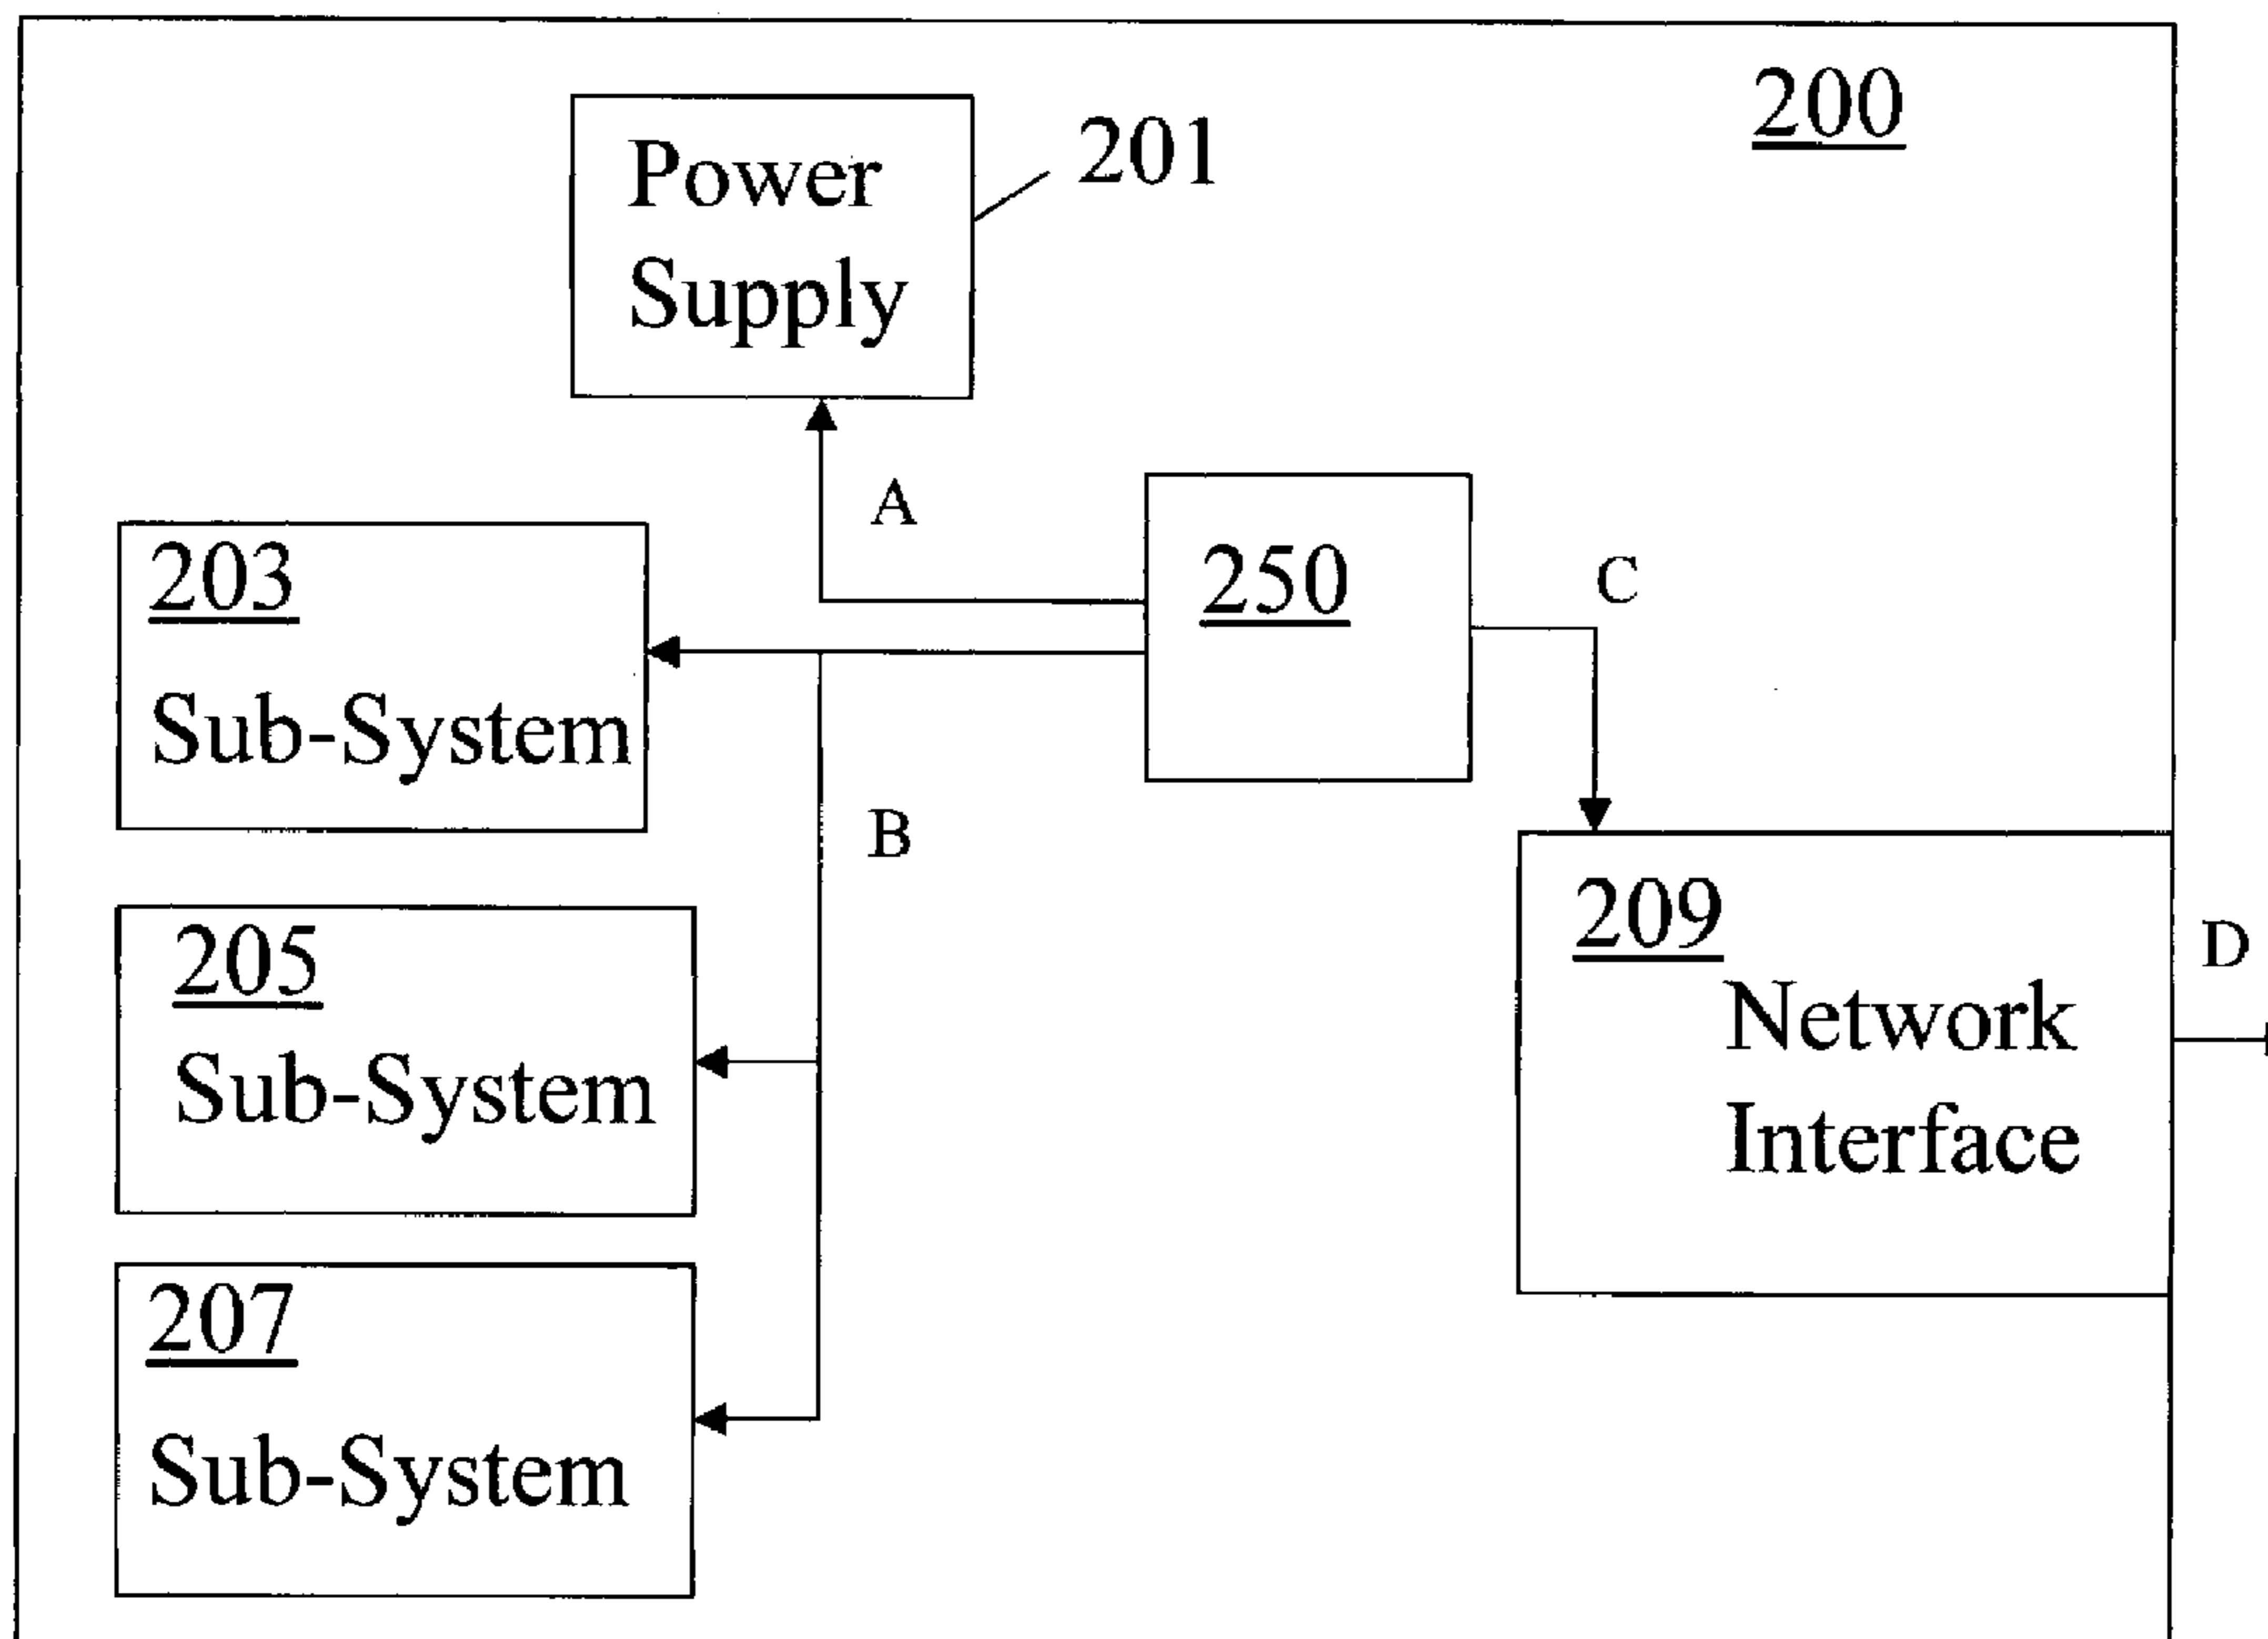 200
Power
Supply
201
A
203
Sub-System
250
C
B
205
Sub-System
209
Network
Interface
D
207
Sub-System